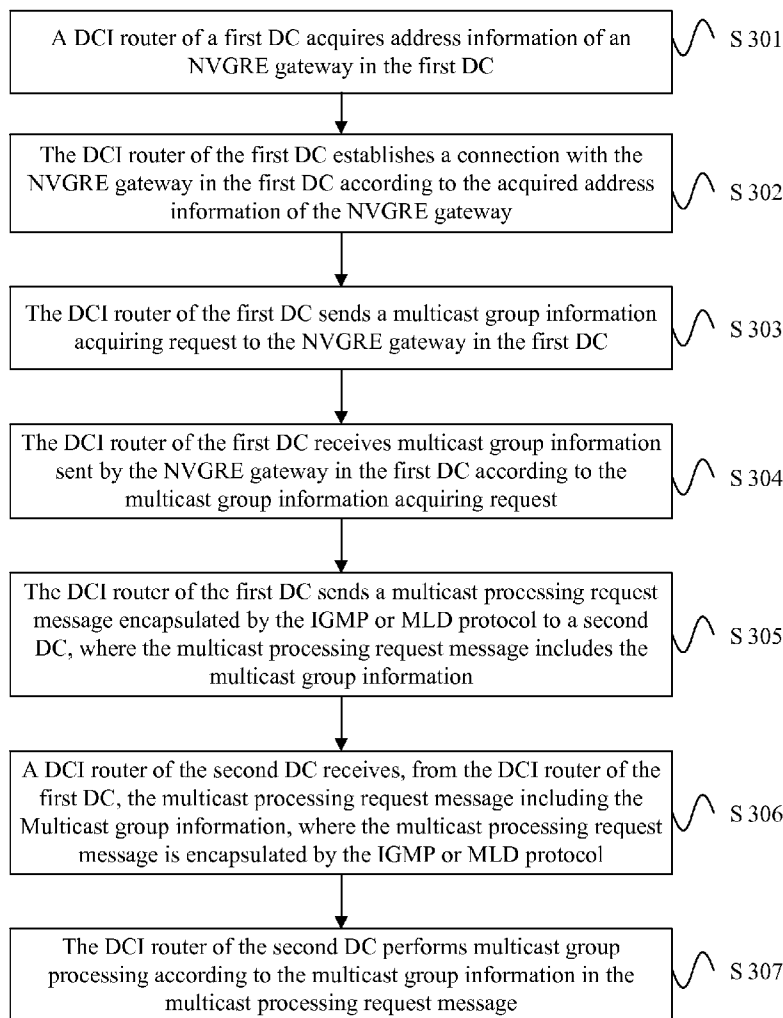 A DCI router of a first DC acquires address information of an
NVGRE gateway in the first DC
S 301
The DCI router of the first DC establishes a connection with the
NVGRE gateway in the first DC according to the acquired address
information of the NVGRE gateway
S 302
The DCI router of the first DC sends a multicast group information
acquiring request to the NVGRE gateway in the first DC
S 303
The DCI router of the first DC receives multicast group information
sent by the NVGRE gateway in the first DC according to the
multicast group information acquiring request
S 304
The DCI router of the first DC sends a multicast processing request
message encapsulated by the IGMP or MLD protocol to a second
DC, where the multicast processing request message includes the
multicast group information
S 305
A DCI router of the second DC receives, from the DCI router of the
first DC, the multicast processing request message including the
Multicast group information, where the multicast processing request
message is encapsulated by the IGMP or MLD protocol
S 306
The DCI router of the second DC performs multicast group
processing according to the multicast group information in the
multicast processing request message
S 307